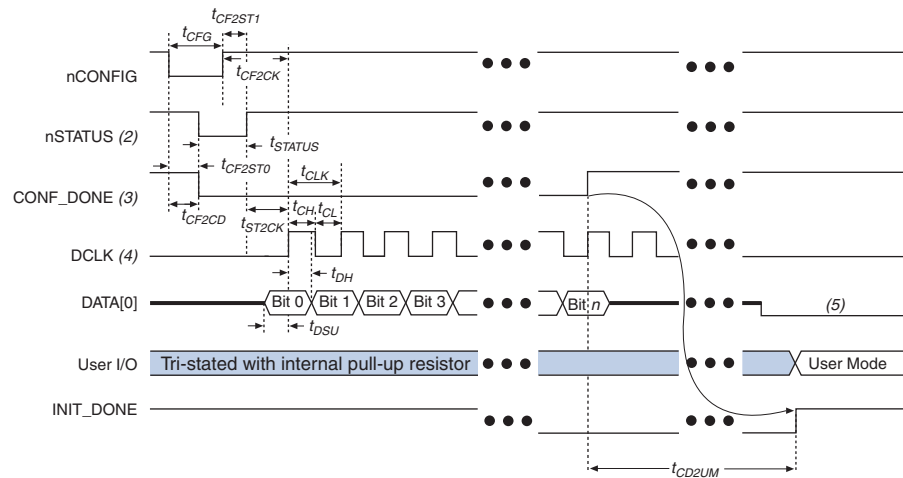 tCF2ST1
tCFG
nCONFIG
tCF2CK
nSTATUS (2)
tSTATUS
tCF2ST0
tCLK
CONF_DONE (3)
tCF2CD
tST2CK
tCH tCL
DCLK (4)
tDH
DATA[0]
Bit 0 Bit 1 Bit 2 Bit 3 Bit n
(5)
tDSU
User I/O
Tri-stated with internal pull-up resistor
User Mode
INIT_DONE
tCD2UM